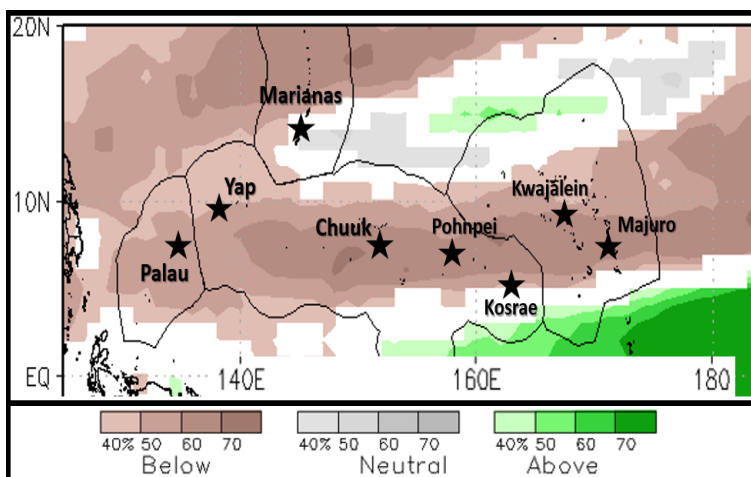 20N
Marianas
10N
Yap
Kwajalein
Chuuk
Pohnpei
Majuro
Palau
Kosrae
EQ
140E 160E 180
40% 50 60 70 40% 50 60 70 40% 50 60 70
Below Neutral Above